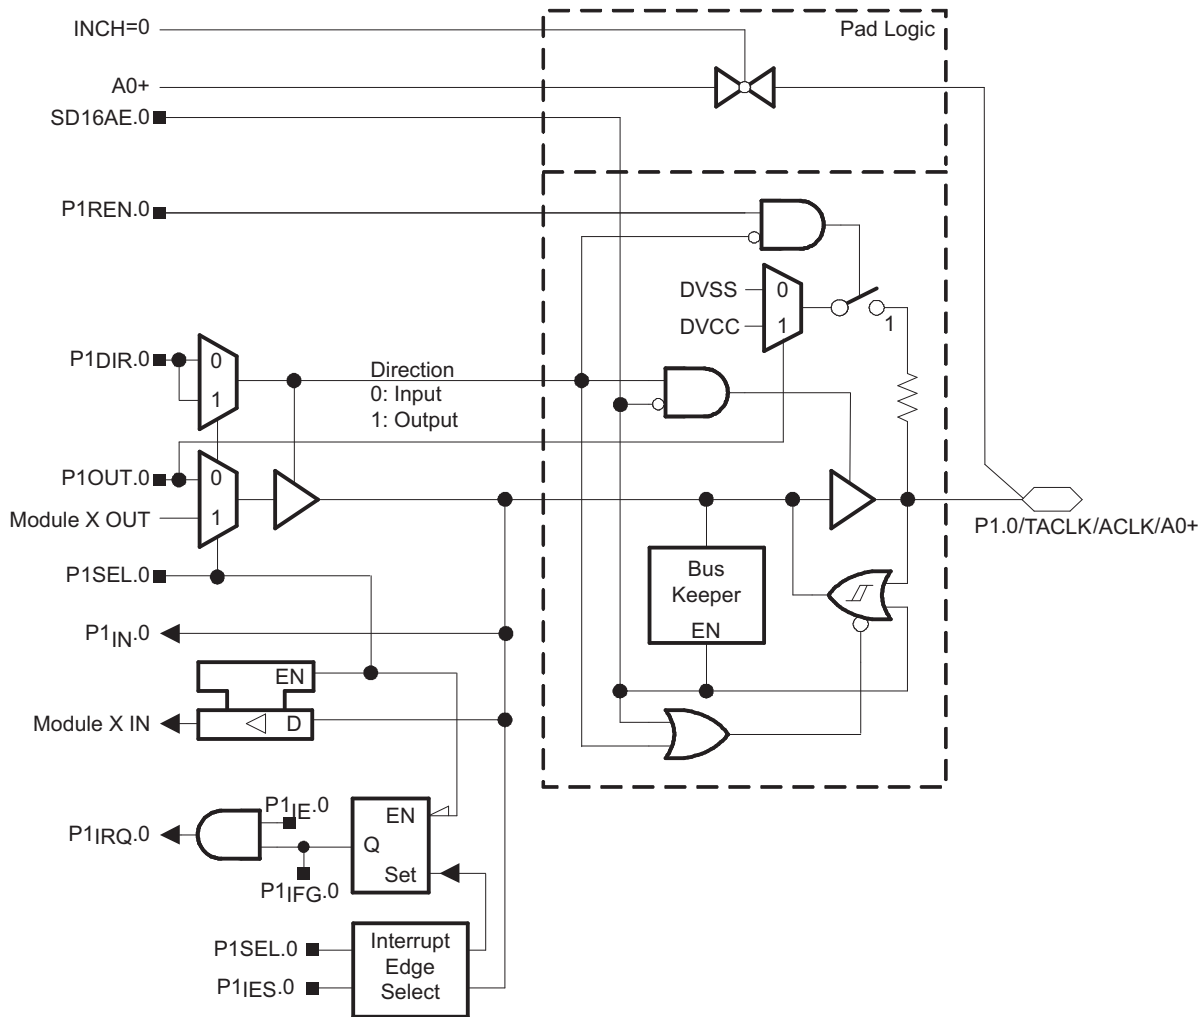 INCH=0
Pad Logic
A0+
SD16AE.0
P1REN.0
DVSS
0
DVCC
1
1
P1DIR.0
0
1
Direction
0: Input
1: Output
P1OUT.0
0
Module X OUT
1
P1.0/TACLK/ACLK/A0+
P1SEL.0
Bus
Keeper
EN
P1IN.0
EN
Module X IN
D
P1IE.0
EN
P1IRQ.0
Q
Set
P1IFG.0
P1SEL.0
Interrupt
Edge
Select
P1IES.0